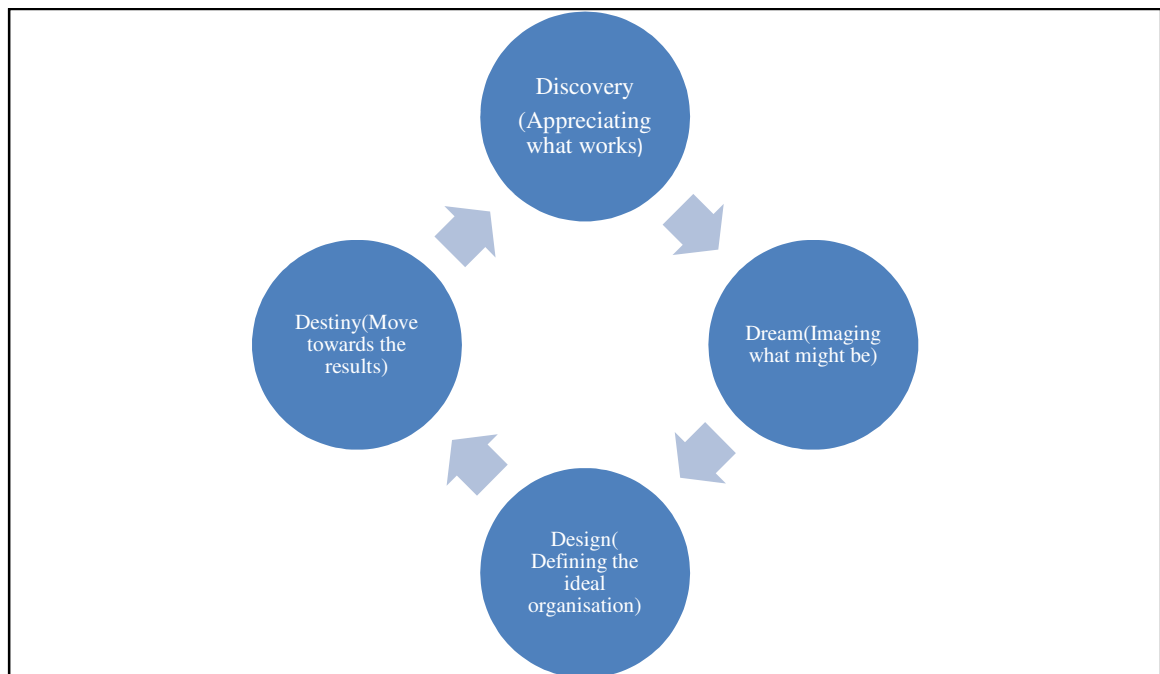 Discovery
(Appreciating
what works)
Destiny(Move
towards the
results)
Dream(Imaging
what might be)
Design(
Defining the
ideal
organisation)